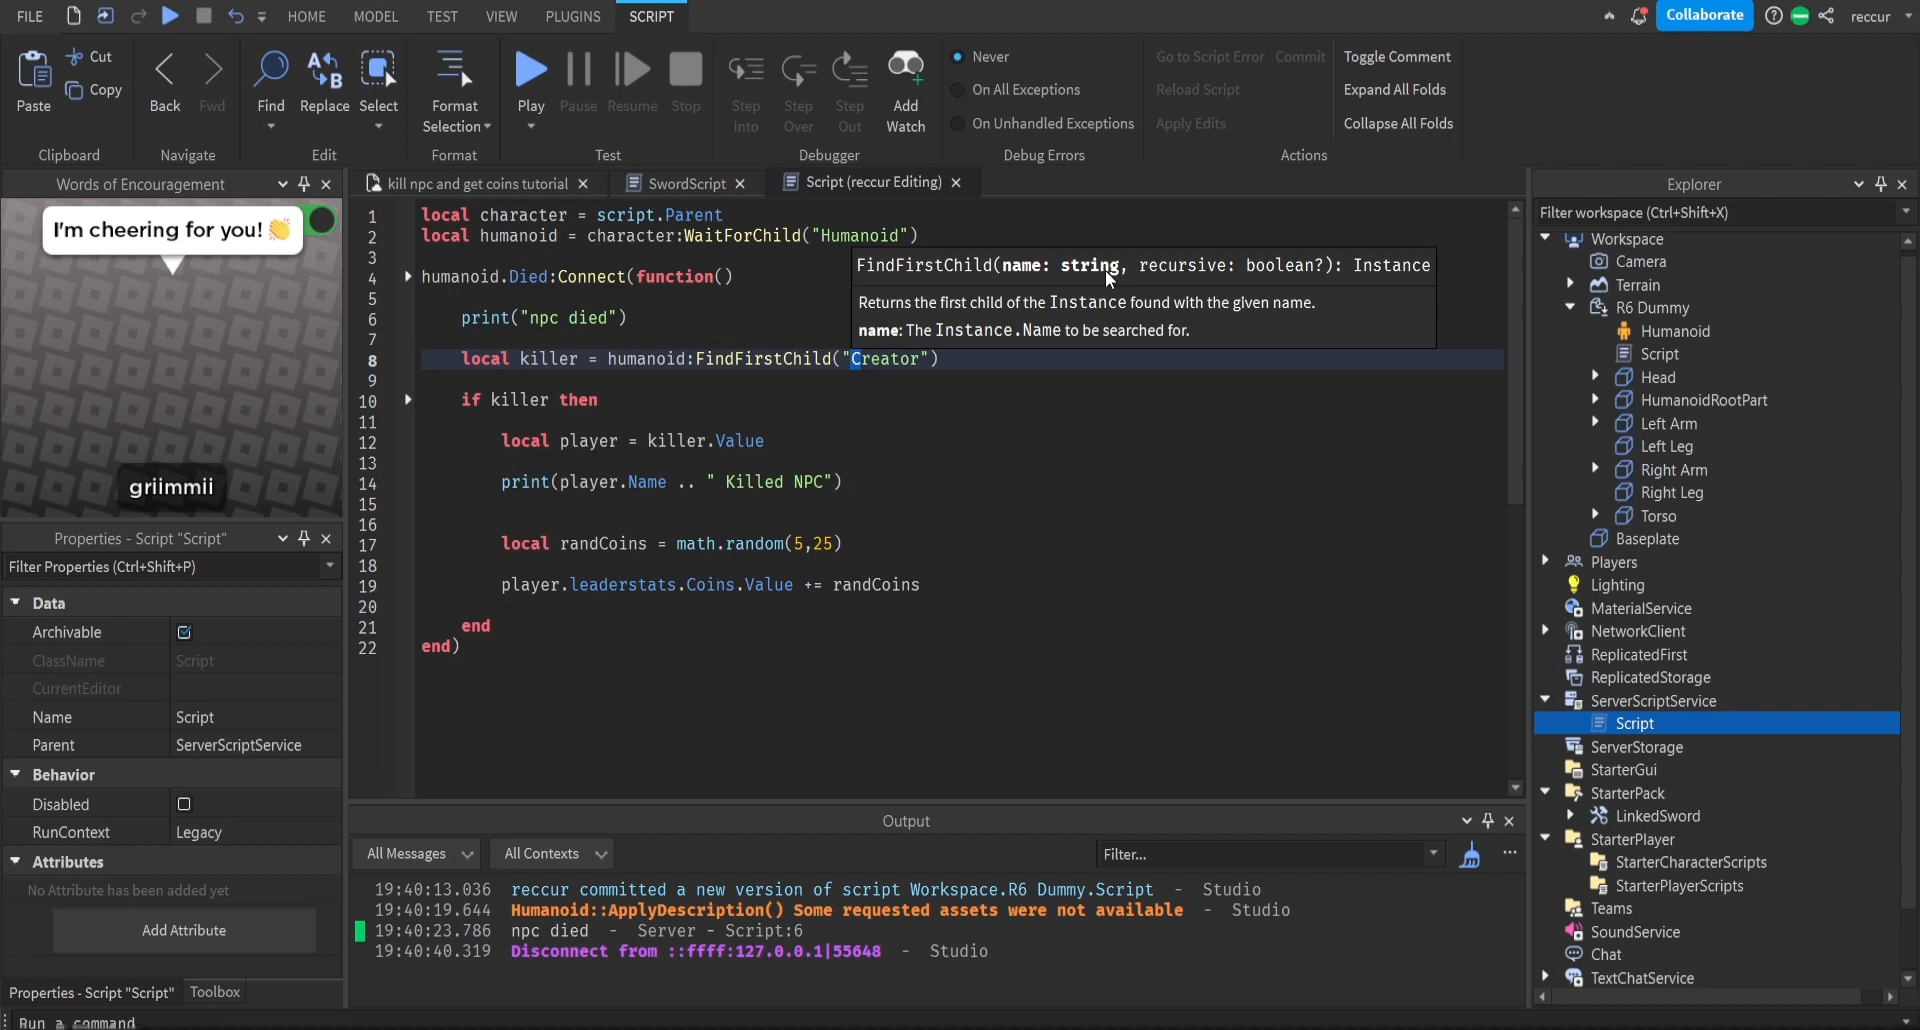 FILE
HOME
MODEL
TEST
VIEW
PLUGINS
SCRIPT
Collaborate
reccur
Paste
Cut
Copy
Clipboard
Back
Fwd
Navigate
Find
Replace
Select
Edit
Format
Selection
Format
Play
Pause
Resume
Stop
Test
Step
Into
Step
Over
Step
Out
Add
Watch
Debugger
Never
On All Exceptions
On Unhandled Exceptions
Debug Errors
Go to Script Error
Commit
Reload Script
Apply Edits
Toggle Comment
Expand All Folds
Collapse All Folds
Actions
Words of Encouragement
I'm cheering for you! 👏
griimmii
Properties - Script "Script"
Filter Properties (Ctrl+Shift+P)
Data
Archivable
ClassName Script
CurrentEditor
Name Script
Parent ServerScriptService
Behavior
Disabled
RunContext Legacy
Attributes
No Attribute has been added yet
Add Attribute
Properties - Script "Script"
Toolbox
Run a command
kill npc and get coins tutorial
SwordScript
Script (reccur Editing)
1 local character = script.Parent
2 local humanoid = character:WaitForChild("Humanoid")
3
4 humanoid.Died:Connect(function()
5
6 print("npc died")
7
8 local killer = humanoid:FindFirstChild("Creator")
9
10 if killer then
11
12 local player = killer.Value
13
14 print(player.Name .. " Killed NPC")
15
16
17 local randCoins = math.random(5,25)
18
19 player.leaderstats.Coins.Value += randCoins
20
21 end
22 end)
FindFirstChild(name: string, recursive: boolean?): Instance
Returns the first child of the Instance found with the given name.
name: The Instance.Name to be searched for.
Output
All Messages
All Contexts
Filter...
19:40:13.036 reccur committed a new version of script Workspace.R6 Dummy.Script - Studio
19:40:19.644 Humanoid::ApplyDescription() Some requested assets were not available - Studio
19:40:23.786 npc died - Server - Script:6
19:40:40.319 Disconnect from ::ffff:127.0.0.1|55648 - Studio
Explorer
Filter workspace (Ctrl+Shift+X)
Workspace
Camera
Terrain
R6 Dummy
Humanoid
Script
Head
HumanoidRootPart
Left Arm
Left Leg
Right Arm
Right Leg
Torso
Baseplate
Players
Lighting
MaterialService
NetworkClient
ReplicatedFirst
ReplicatedStorage
ServerScriptService
Script
ServerStorage
StarterGui
StarterPack
LinkedSword
StarterPlayer
StarterCharacterScripts
StarterPlayerScripts
Teams
SoundService
Chat
TextChatService